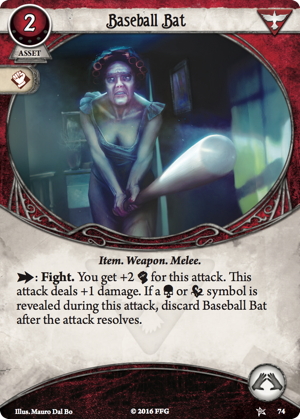 Baseball Bat
2
ASSET
Item. Weapon. Melee.
: Fight. You get +2 for this attack. This
attack deals +1 damage. If a or symbol is
revealed during this attack, discard Baseball Bat
after the attack resolves.
Illus. Mauro Dal Bo
© 2016 FFG
74